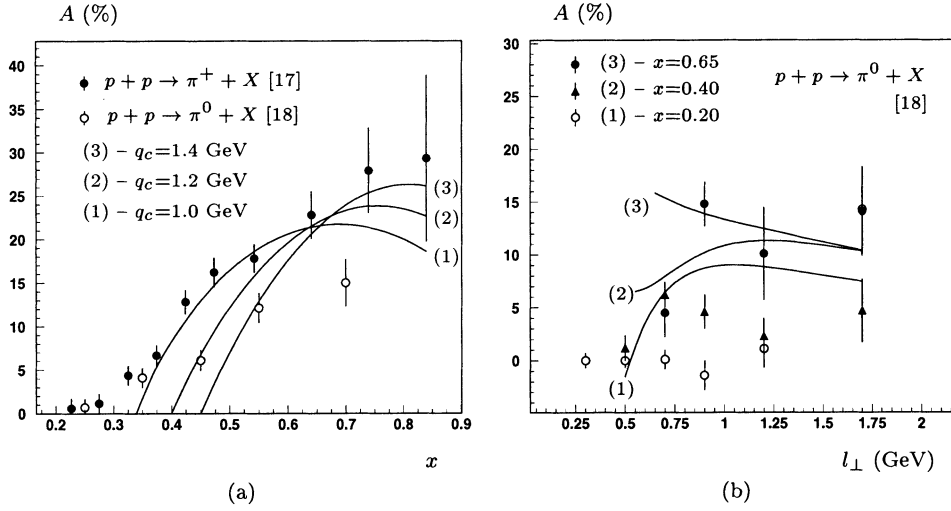 A (%)
40
35
30
25
20
15
10
5
0
p + p → π⁺ + X [17]
p + p → π⁰ + X [18]
(3) – q_c=1.4 GeV
(2) – q_c=1.2 GeV
(1) – q_c=1.0 GeV
(3)
(2)
(1)
0.2 0.3 0.4 0.5 0.6 0.7 0.8 0.9
x
(a)
A (%)
30
25
20
15
10
5
0
(3) – x=0.65
(2) – x=0.40
(1) – x=0.20
p + p → π⁰ + X
[18]
(3)
(2)
(1)
0.25 0.5 0.75 1 1.25 1.5 1.75 2
l_⊥ (GeV)
(b)